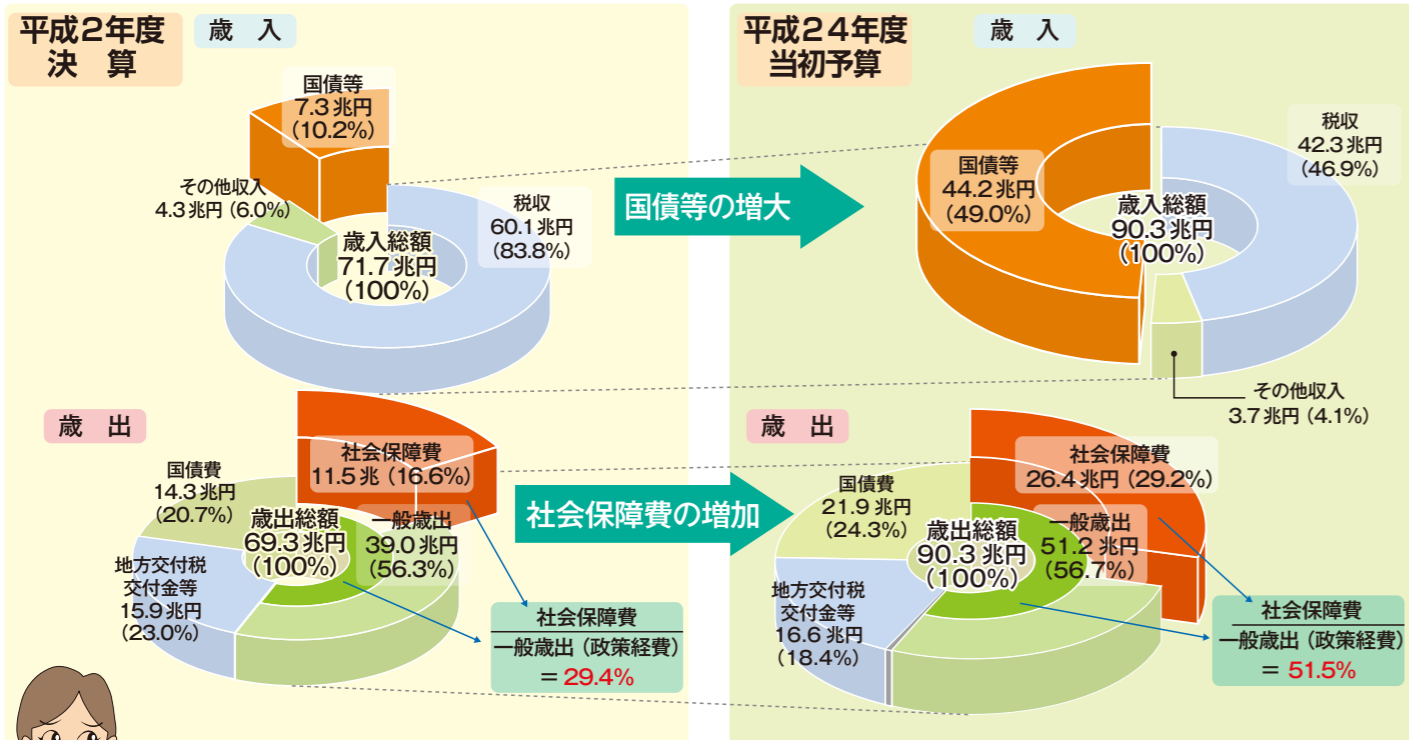 平成2年度
決 算
歳 入
国債等
7.3兆円
(10.2%)
その他収入
4.3兆円(6.0%)
税収
60.1兆円
(83.8%)
歳入総額
71.7兆円
(100%)
歳 出
社会保障費
11.5兆(16.6%)
国債費
14.3兆円
(20.7%)
歳出総額
69.3兆円
(100%)
一般歳出
39.0兆円
(56.3%)
地方交付税
交付金等
15.9兆円
(23.0%)
社会保障費
一般歳出(政策経費)
= 29.4%
国債等の増大
社会保障費の増加
平成24年度
当初予算
歳 入
税収
42.3兆円
(46.9%)
国債等
44.2兆円
(49.0%)
歳入総額
90.3兆円
(100%)
その他収入
3.7兆円(4.1%)
歳 出
社会保障費
26.4兆円(29.2%)
国債費
21.9兆円
(24.3%)
歳出総額
90.3兆円
(100%)
一般歳出
51.2兆円
(56.7%)
地方交付税
交付金等
16.6兆円
(18.4%)
社会保障費
一般歳出(政策経費)
= 51.5%